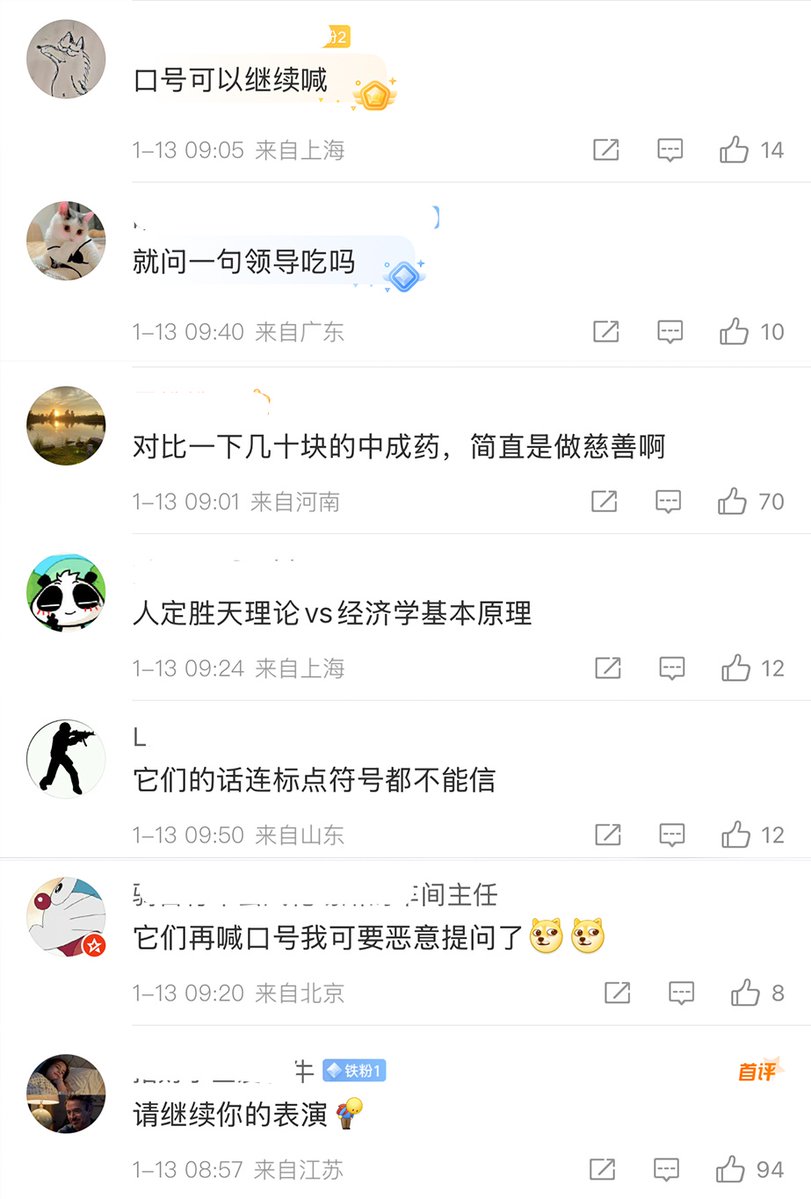 口号可以继续喊
1-13 09:05 来自上海
14
就问一句领导吃吗
1-13 09:40 来自广东
10
对比一下几十块的中成药，简直是做慈善啊
1-13 09:01 来自河南
70
人定胜天理论vs经济学基本原理
1-13 09:24 来自上海
12
L
它们的话连标点符号都不能信
1-13 09:50 来自山东
12
车间主任
它们再喊口号我可要恶意提问了
1-13 09:20 来自北京
8
牛 铁粉1
首评
请继续你的表演
1-13 08:57 来自江苏
94